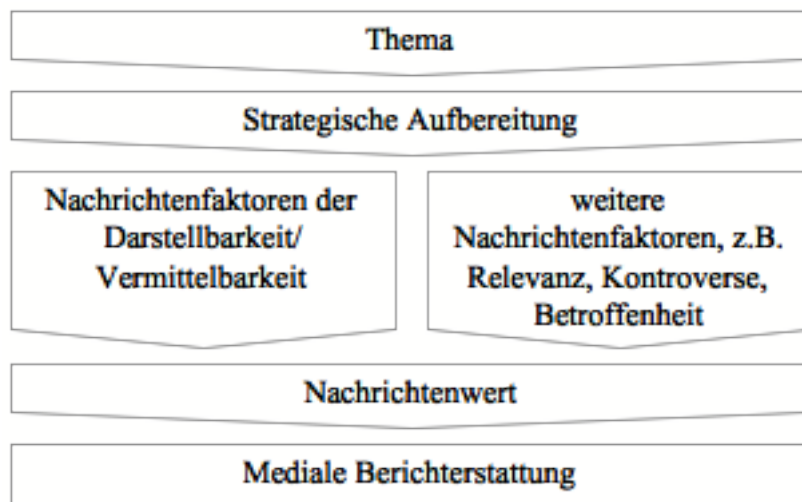 Thema
Strategische Aufbereitung
Nachrichtenfaktoren der
Darstellbarkeit/
Vermittelbarkeit
weitere
Nachrichtenfaktoren, z.B.
Relevanz, Kontroverse,
Betroffenheit
Nachrichtenwert
Mediale Berichterstattung